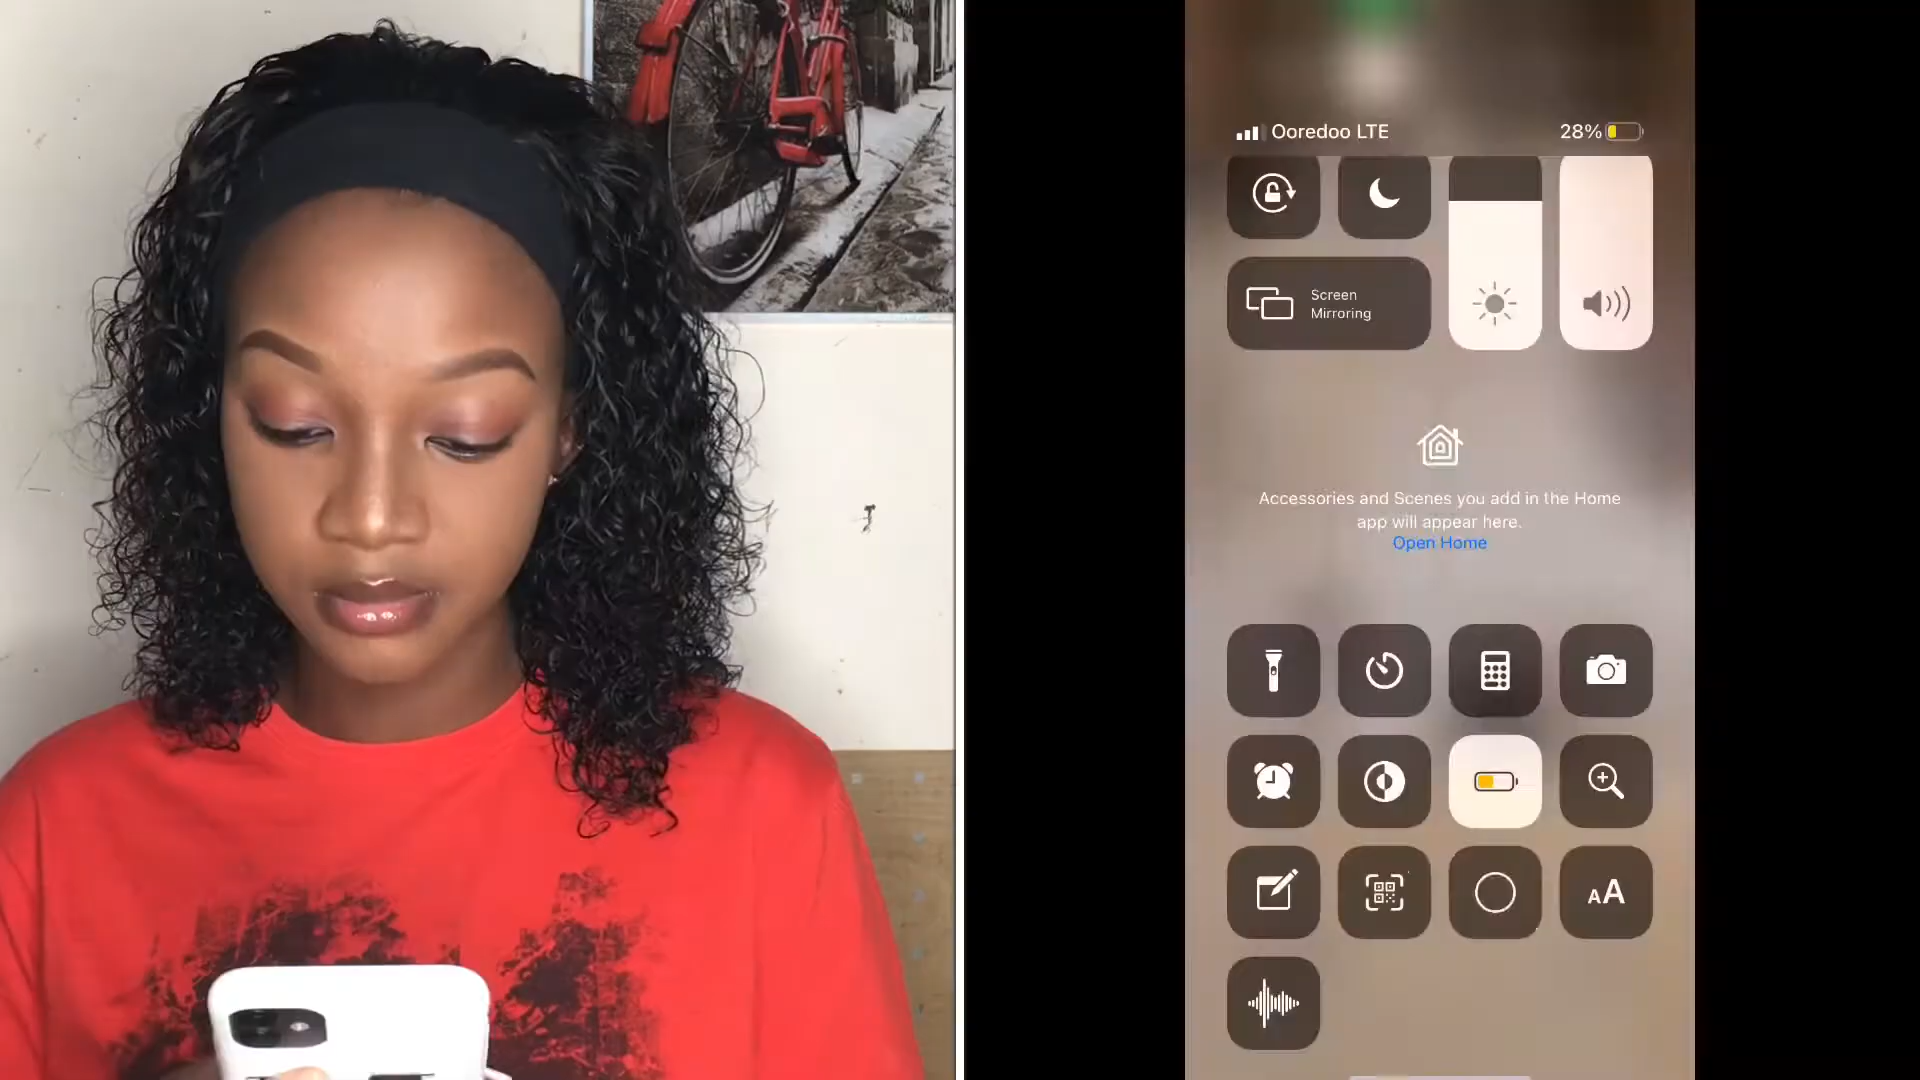 Ooredoo LTE
28%
Screen
Mirroring
Accessories and Scenes you add in the Home
app will appear here.
Open Home
AA